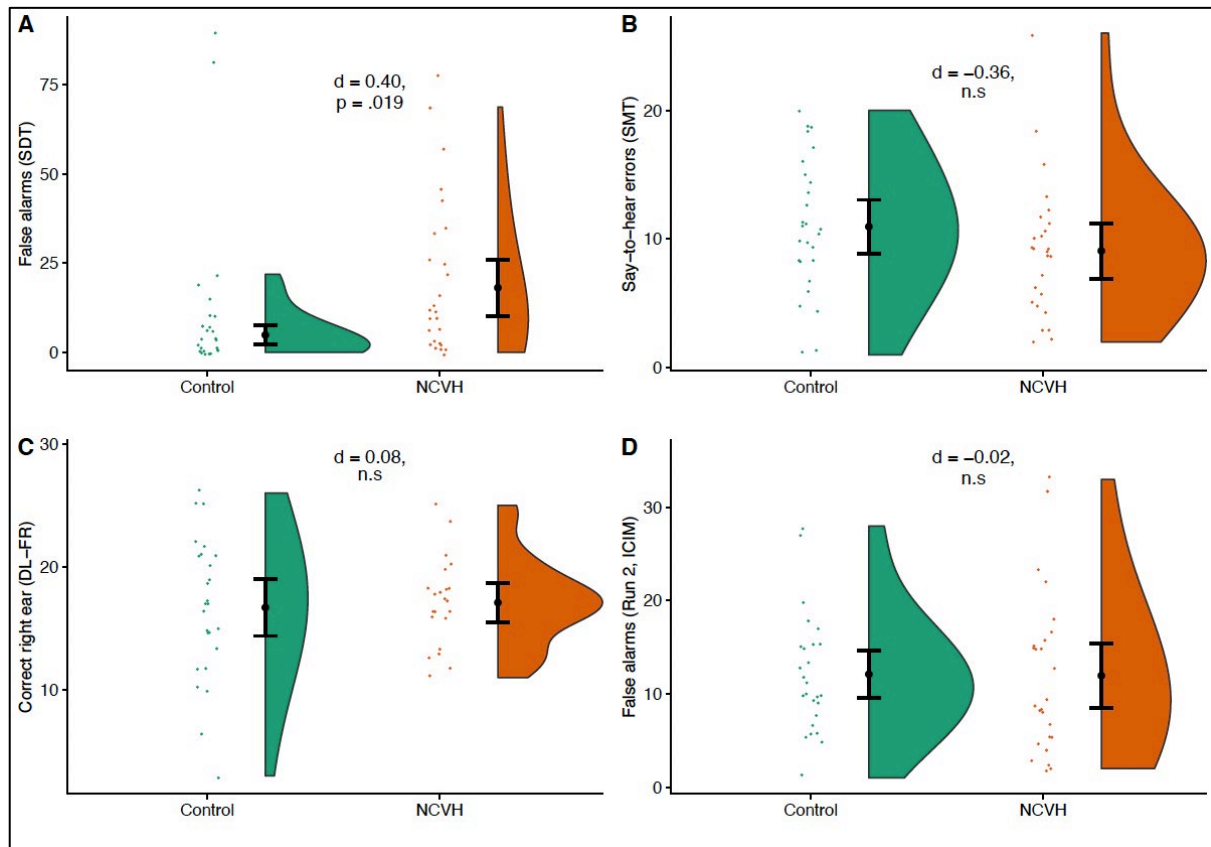 A
False alarms (SDT)
75
50
25
0
d = 0.40,
p = .019
Control
NCVH
B
Say−to−hear errors (SMT)
20
10
0
d = −0.36,
n.s
Control
NCVH
C
Correct right ear (DL−FR)
30
20
10
d = 0.08,
n.s
Control
NCVH
D
False alarms (Run 2, ICIM)
30
20
10
0
d = −0.02,
n.s
Control
NCVH